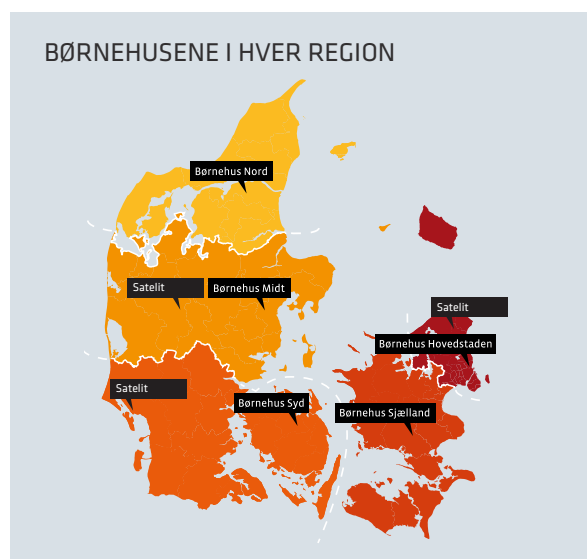 BØRNEHUSENE I HVER REGION
Børnehus Nord
Satelit
Børnehus Midt
Satelit
Børnehus Hovedstaden
Satelit
Børnehus Syd
Børnehus Sjælland